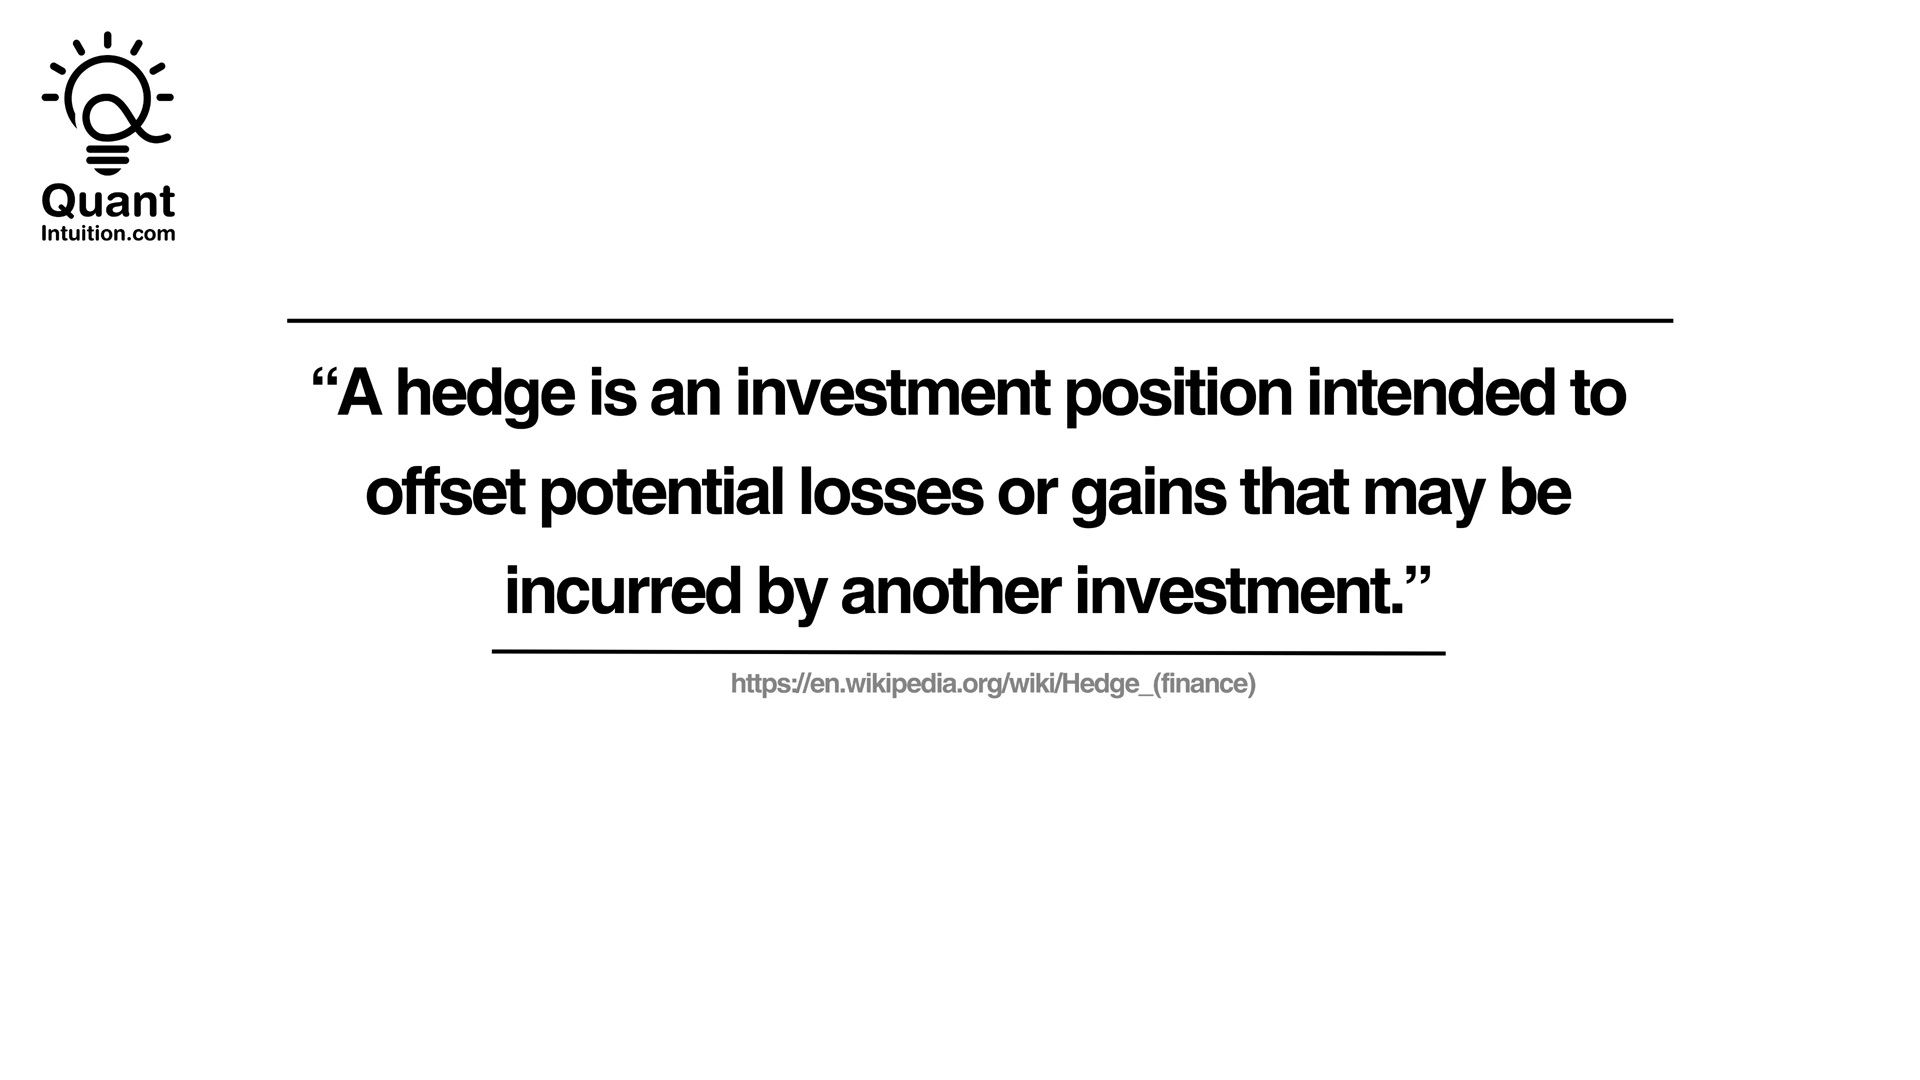 Quant
Intuition.com
“A hedge is an investment position intended to
offset potential losses or gains that may be
incurred by another investment.”
https://en.wikipedia.org/wiki/Hedge_(finance)